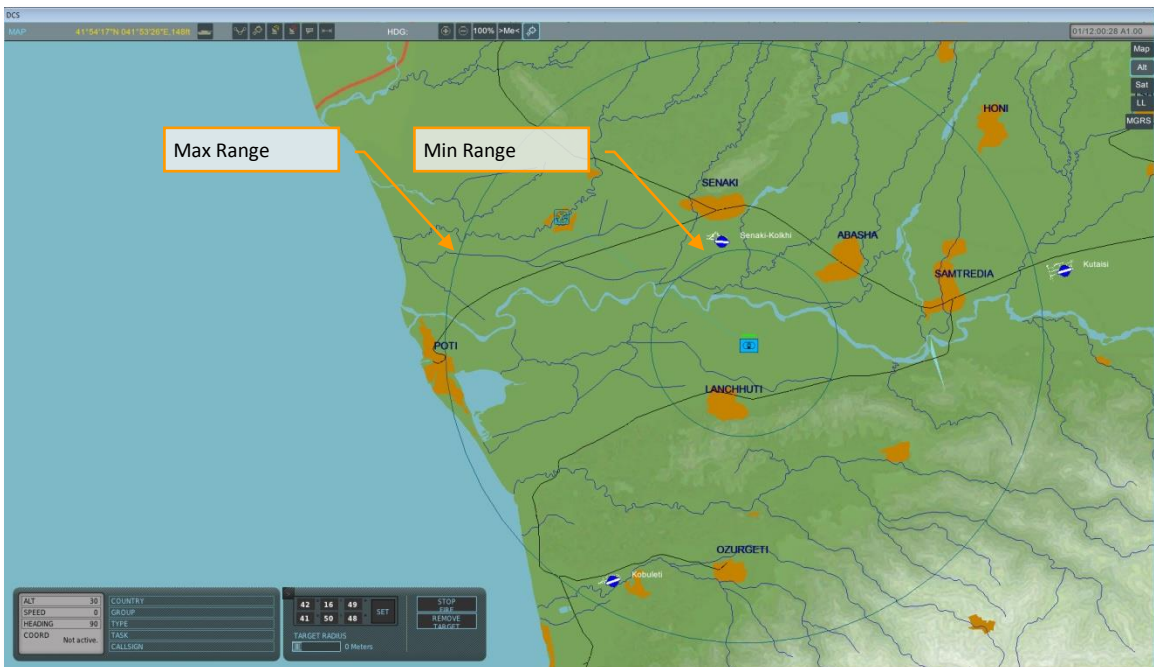 DCS
MAP 41°54'17"N 041°53'26"E,148ft HDG: 100% >Me< 01/12:00:28 A1.00
Map
Alt
Sat
LL
MGRS
HONI
Max Range
Min Range
SENAKI
Senaki-Kolkhi
ABASHA
Kutaisi
SAMTREDIA
POTI
LANCHHUTI
OZURGETI
Kobuleti
ALT 30
SPEED 0
HEADING 90
COORD Not active.
COUNTRY
GROUP
TYPE
TASK
CALLSIGN
42 16 49
41 50 48
SET
TARGET RADIUS
0 Meters
STOP
FIRE
REMOVE
TARGET